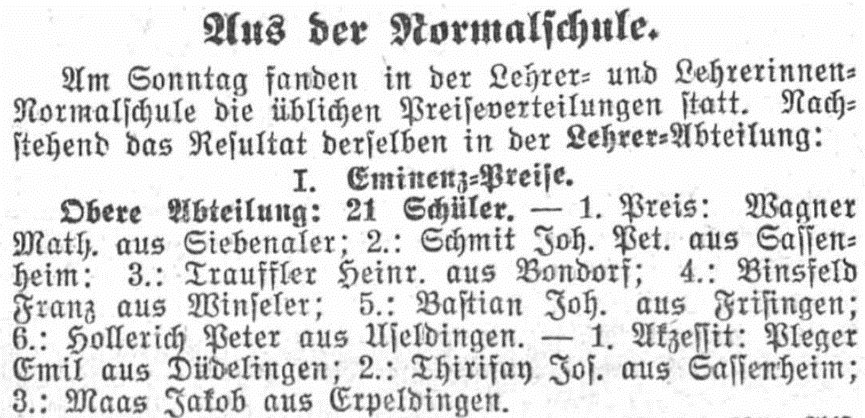 Aus der Normalschule.
Am Sonntag fanden in der Lehrer- und Lehrerinnen-
Normalschule die üblichen Preiseverteilungen statt. Nach-
stehend das Resultat derselben in der Lehrer-Abteilung:
I. Eminenz-Preise.
Obere Abteilung: 21 Schüler. — 1. Preis: Wagner
Math. aus Siebenaler; 2.: Schmit Joh. Pet. aus Sassen-
heim: 3.: Trauffler Heinr. aus Bondorf; 4.: Binsfeld
Franz aus Winseler; 5.: Bastian Joh. aus Frisingen;
6.: Hollerich Peter aus Useldingen. — 1. Akzessit: Pleger
Emil aus Düdelingen; 2.: Thirifay Jos. aus Sassenheim;
3.: Maas Jakob aus Erpeldingen.